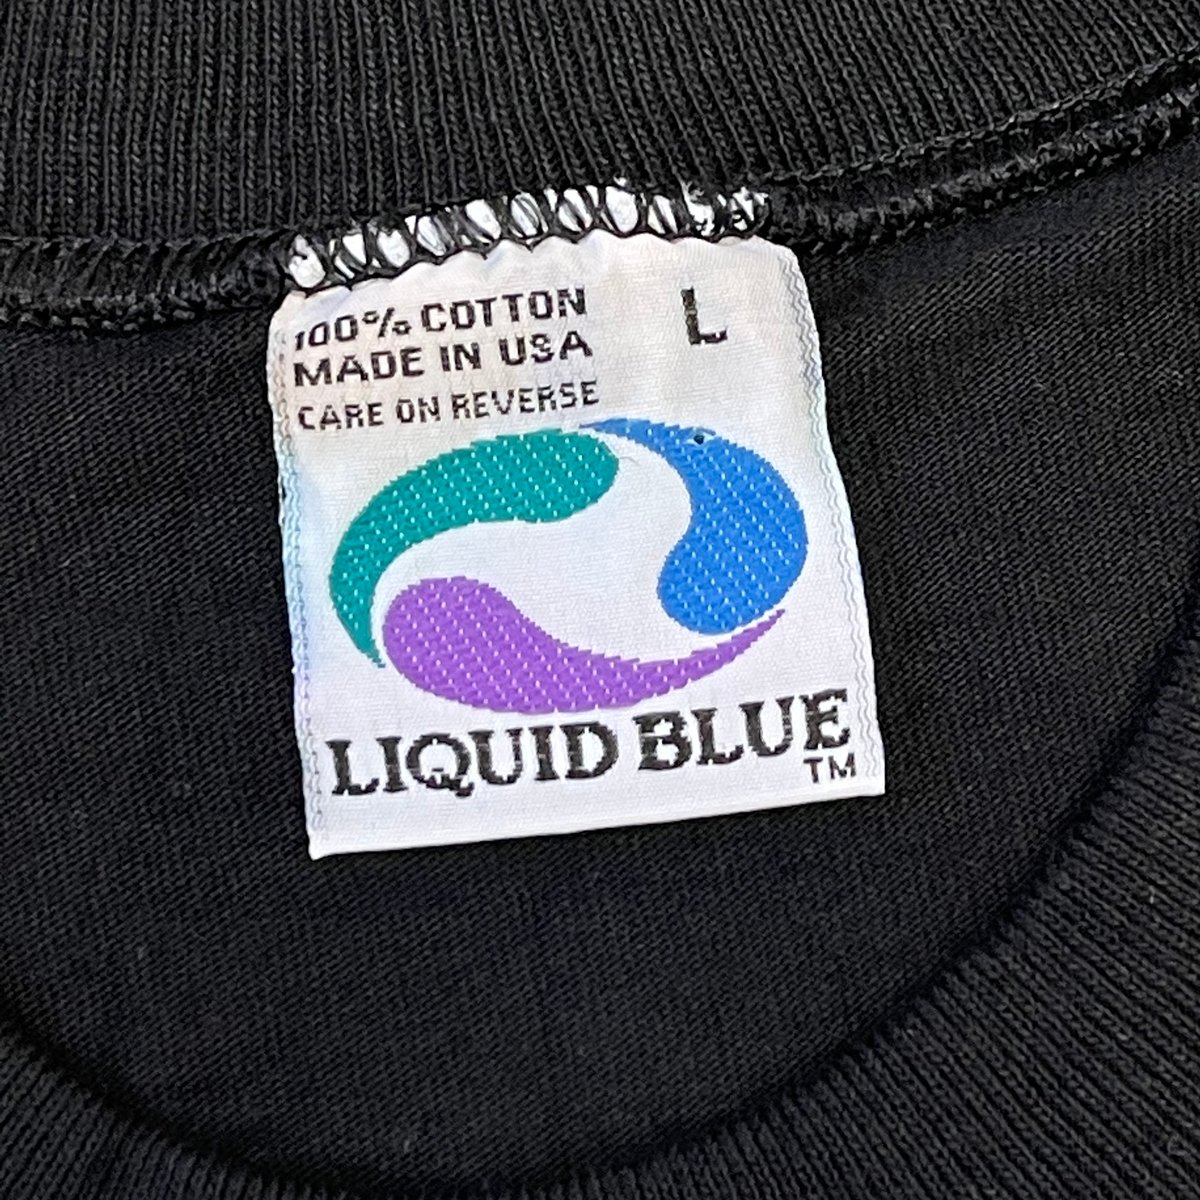 100% COTTON
MADE IN USA
CARE ON REVERSE
L
LIQUID BLUE
TM